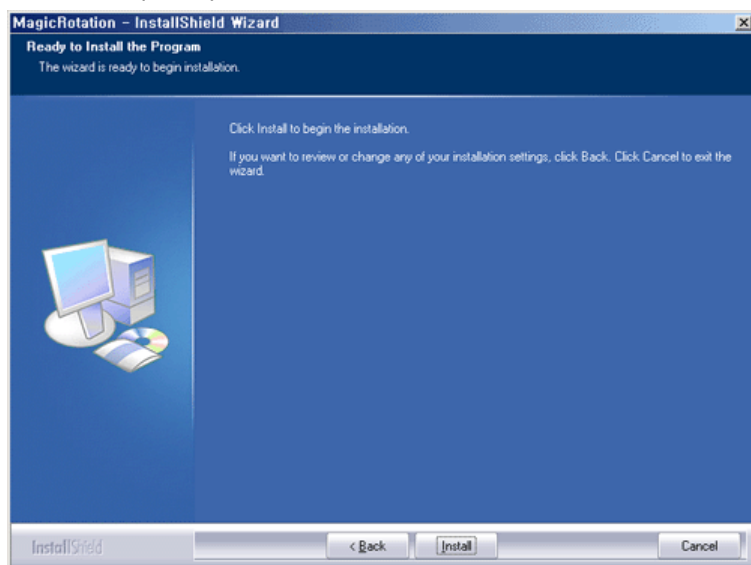 MagicRotation - InstallShield Wizard
Ready to Install the Program
The wizard is ready to begin installation.
Click Install to begin the installation.
If you want to review or change any of your installation settings, click Back. Click Cancel to exit the
wizard.
InstallShield
< Back Install Cancel